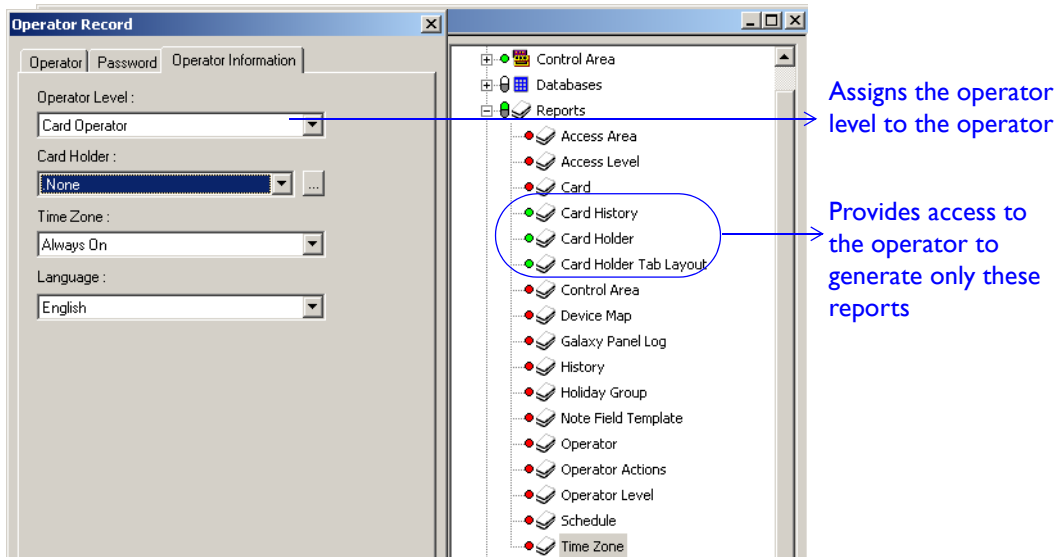 Operator Record
Operator
Password
Operator Information
Operator Level :
Card Operator
Card Holder :
.None
...
Time Zone :
Always On
Language :
English
Control Area
Databases
Reports
Access Area
Access Level
Card
Card History
Card Holder
Card Holder Tab Layout
Control Area
Device Map
Galaxy Panel Log
History
Holiday Group
Note Field Template
Operator
Operator Actions
Operator Level
Schedule
Time Zone
Assigns the operator
level to the operator
Provides access to
the operator to
generate only these
reports